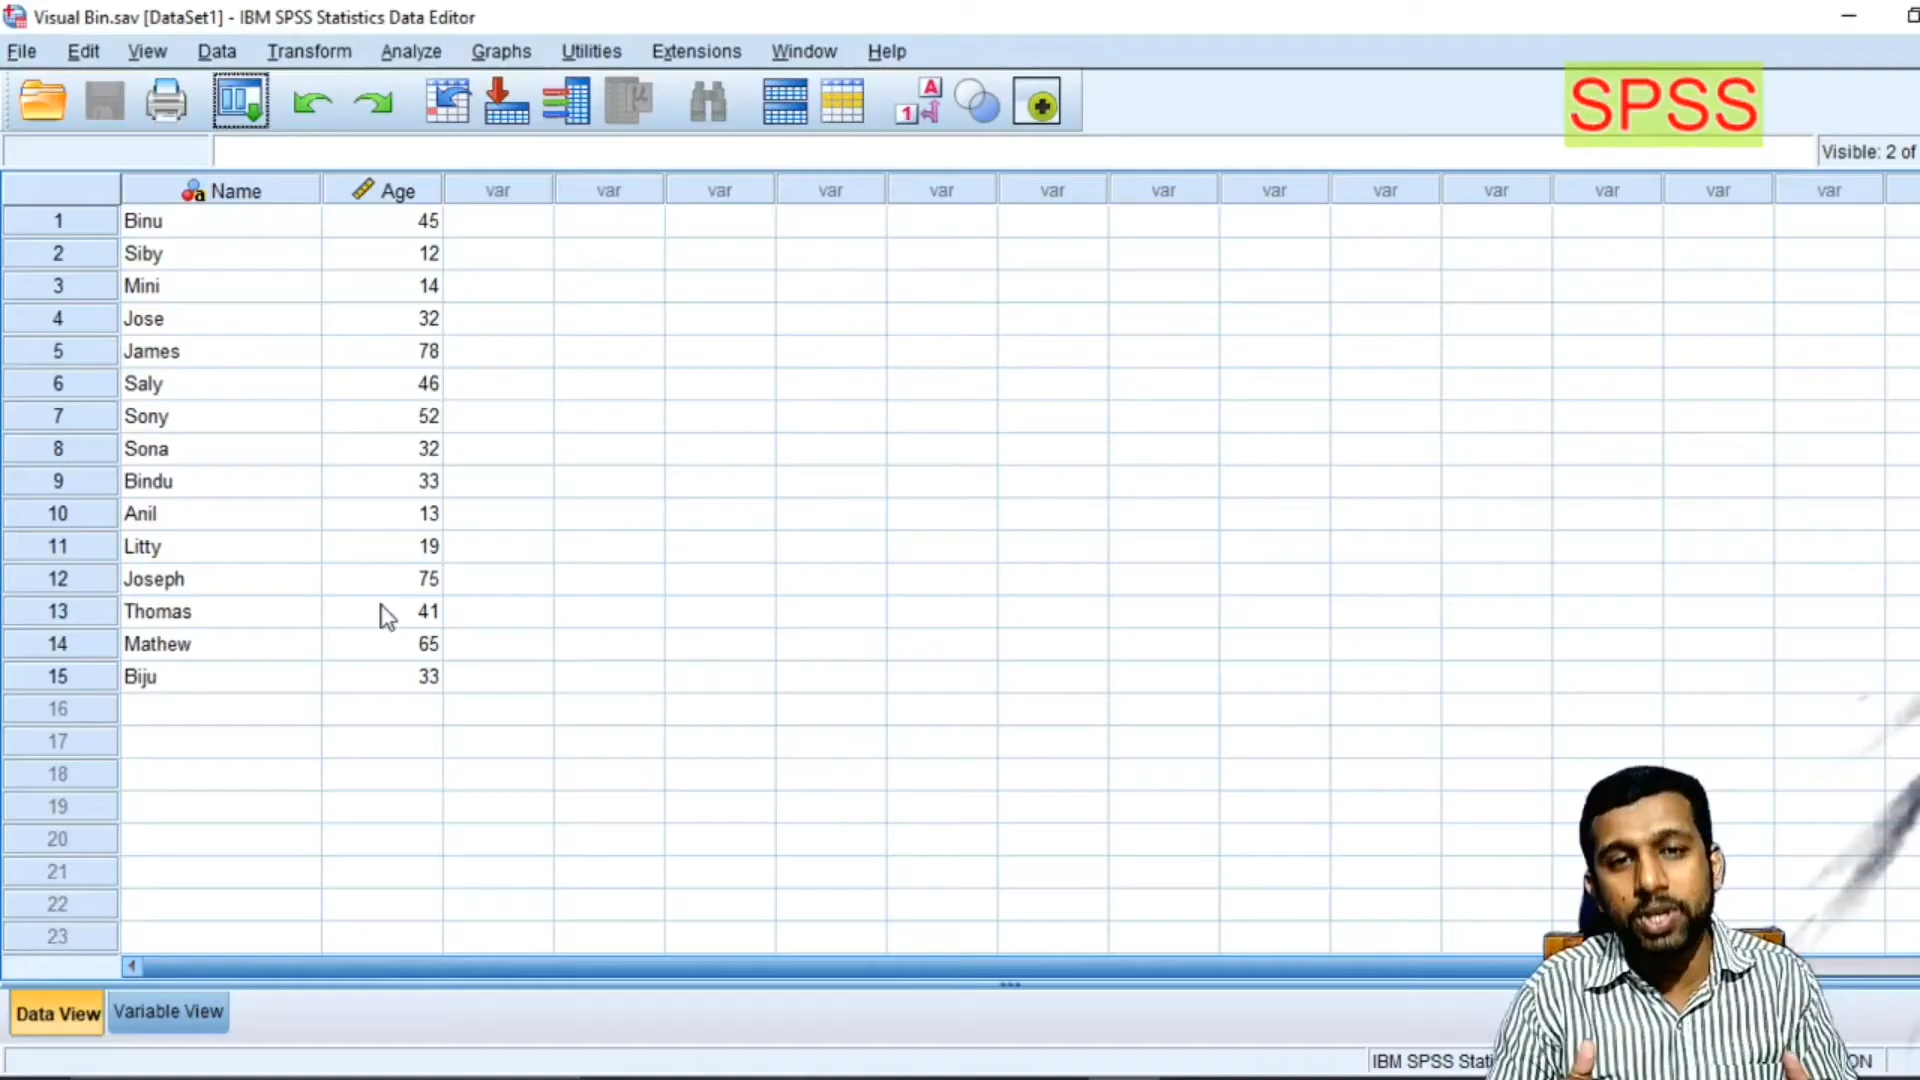 Visual Bin.sav [DataSet1] - IBM SPSS Statistics Data Editor
File Edit View Data Transform Analyze Graphs Utilities Extensions Window Help
SPSS
Visible: 2 of
Name Age var var var var var var var var var var var var var
1 Binu 45
2 Siby 12
3 Mini 14
4 Jose 32
5 James 78
6 Saly 46
7 Sony 52
8 Sona 32
9 Bindu 33
10 Anil 13
11 Litty 19
12 Joseph 75
13 Thomas 41
14 Mathew 65
15 Biju 33
16
17
18
19
20
21
22
23
Data View Variable View
IBM SPSS Stati ON